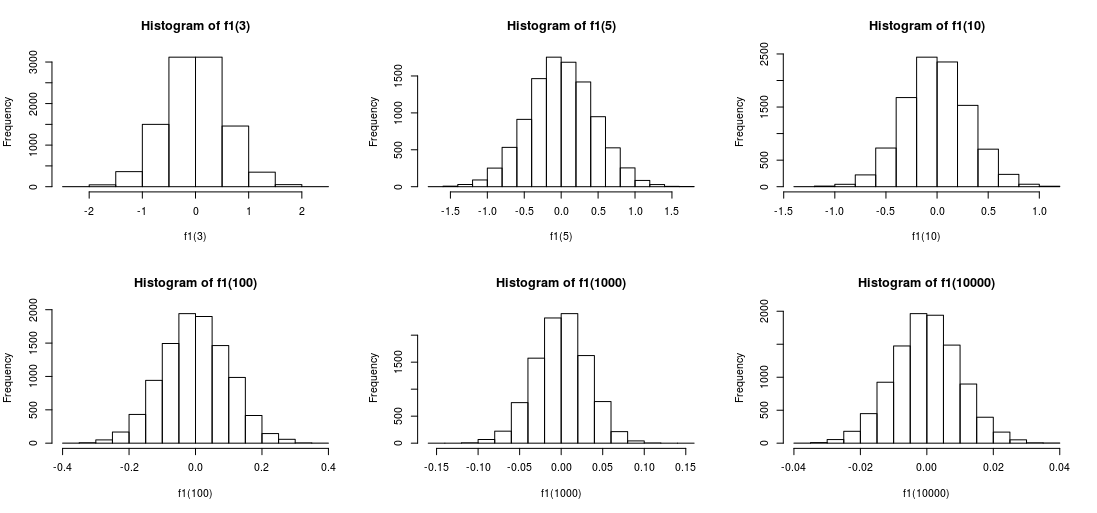 Histogram of f1(3)
Frequency
0 1000 2000 3000
-2 -1 0 1 2
f1(3)
Histogram of f1(5)
Frequency
0 500 1000 1500
-1.5 -1.0 -0.5 0.0 0.5 1.0 1.5
f1(5)
Histogram of f1(10)
Frequency
0 500 1500 2500
-1.5 -1.0 -0.5 0.0 0.5 1.0
f1(10)
Histogram of f1(100)
Frequency
0 500 1000 1500 2000
-0.4 -0.2 0.0 0.2 0.4
f1(100)
Histogram of f1(1000)
Frequency
0 500 1500
-0.15 -0.10 -0.05 0.00 0.05 0.10 0.15
f1(1000)
Histogram of f1(10000)
Frequency
0 500 1000 2000
-0.04 -0.02 0.00 0.02 0.04
f1(10000)